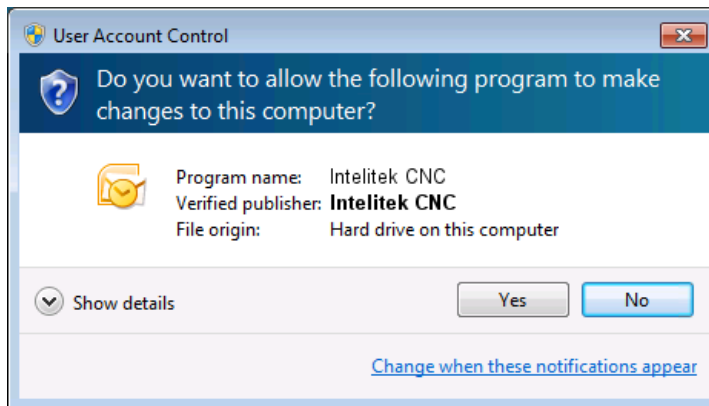 User Account Control
Do you want to allow the following program to make
changes to this computer?
Program name: Intelitek CNC
Verified publisher: Intelitek CNC
File origin: Hard drive on this computer
Show details
Yes
No
Change when these notifications appear